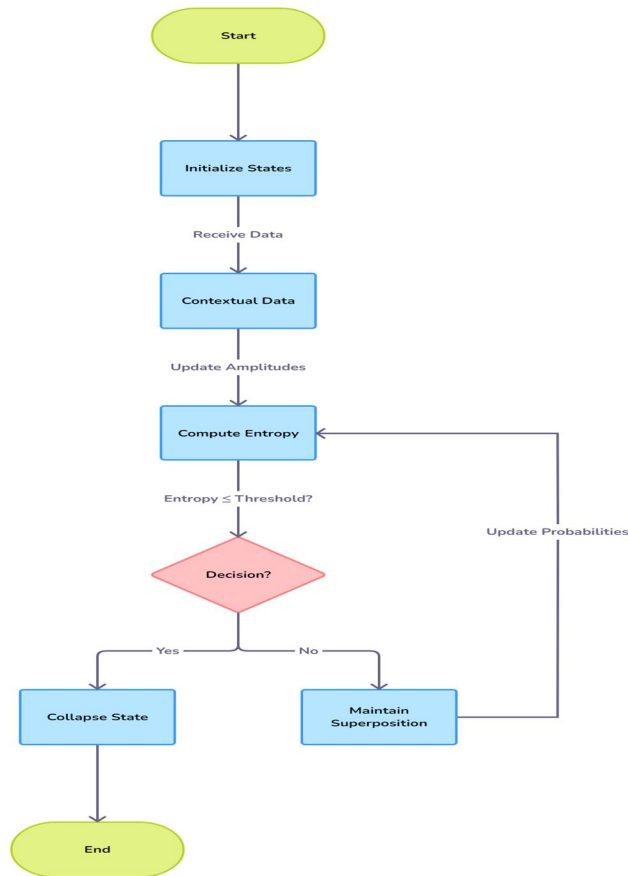 Start
Initialize States
Receive Data
Contextual Data
Update Amplitudes
Compute Entropy
Entropy ≤ Threshold?
Update Probabilities
Decision?
Yes
No
Collapse State
Maintain
Superposition
End